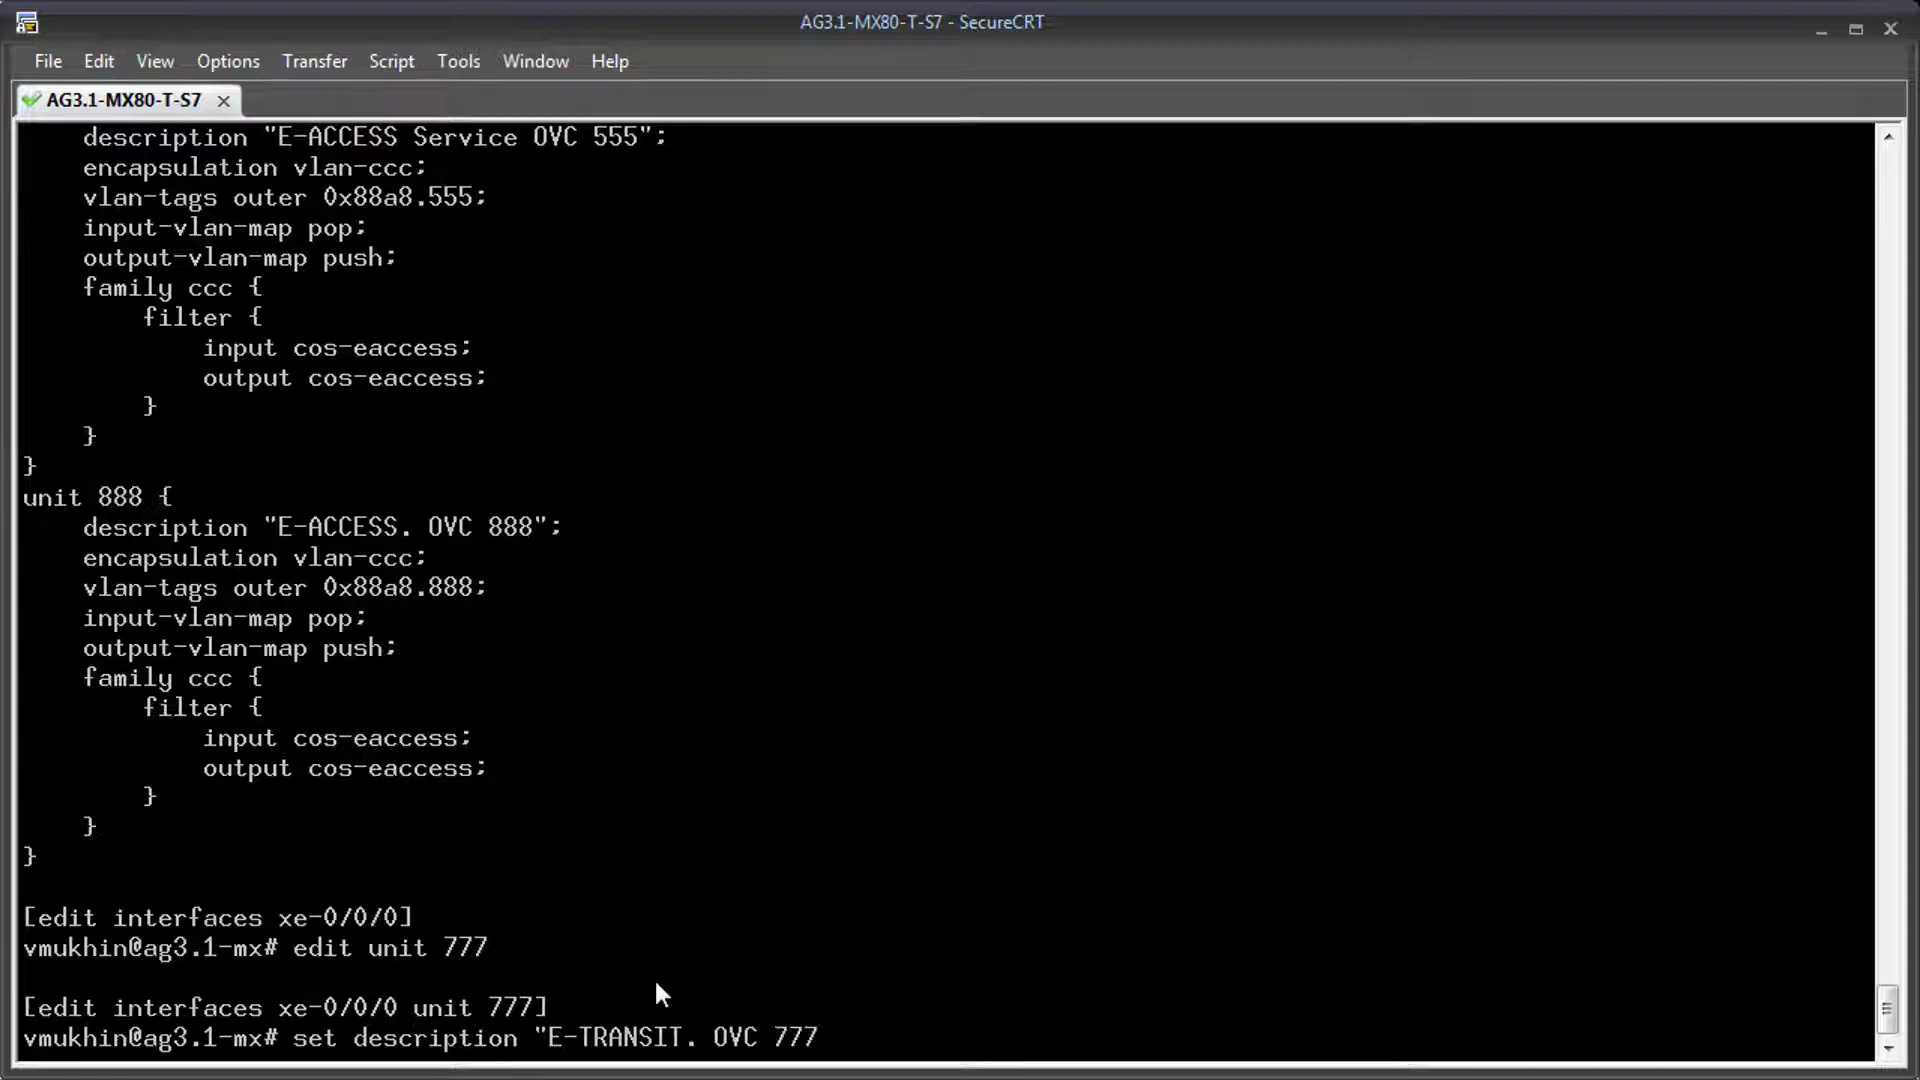 AG3.1-MX80-T-S7 - SecureCRT
File Edit View Options Transfer Script Tools Window Help
AG3.1-MX80-T-S7
description "E-ACCESS Service OVC 555";
encapsulation vlan-ccc;
vlan-tags outer 0x88a8.555;
input-vlan-map pop;
output-vlan-map push;
family ccc {
filter {
input cos-eaccess;
output cos-eaccess;
}
}
}
unit 888 {
description "E-ACCESS. OVC 888";
encapsulation vlan-ccc;
vlan-tags outer 0x88a8.888;
input-vlan-map pop;
output-vlan-map push;
family ccc {
filter {
input cos-eaccess;
output cos-eaccess;
}
}
}
[edit interfaces xe-0/0/0]
vmukhin@ag3.1-mx# edit unit 777
[edit interfaces xe-0/0/0 unit 777]
vmukhin@ag3.1-mx# set description "E-TRANSIT. OVC 777